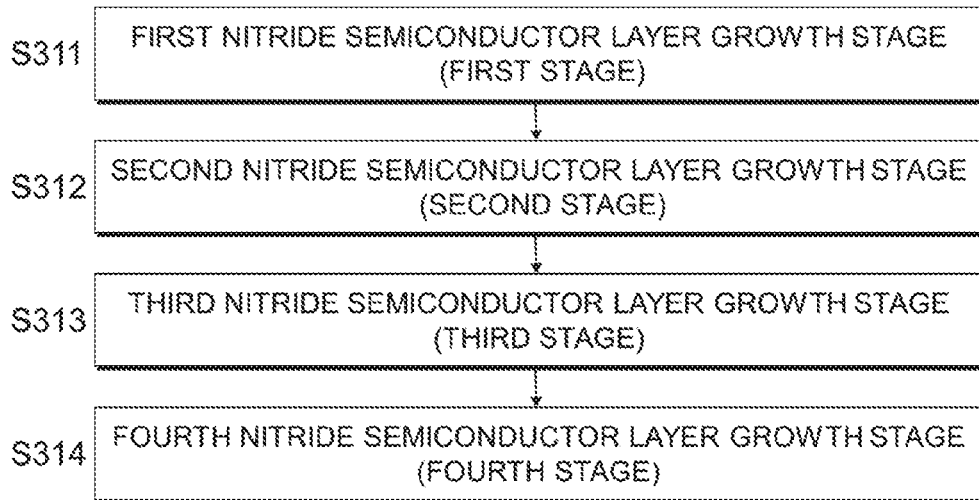 S311
FIRST NITRIDE SEMICONDUCTOR LAYER GROWTH STAGE
(FIRST STAGE)
S312
SECOND NITRIDE SEMICONDUCTOR LAYER GROWTH STAGE
(SECOND STAGE)
S313
THIRD NITRIDE SEMICONDUCTOR LAYER GROWTH STAGE
(THIRD STAGE)
S314
FOURTH NITRIDE SEMICONDUCTOR LAYER GROWTH STAGE
(FOURTH STAGE)